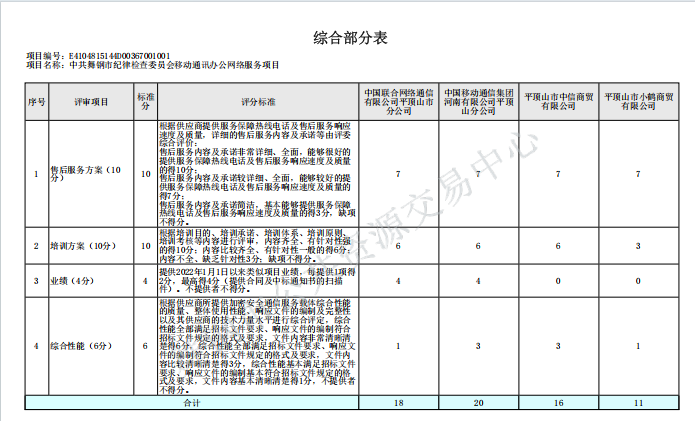 综合部分表
项目编号: E4104815144D00367001001
项目名称: 中共舞钢市纪律检查委员会移动通讯办公网络服务项目
序号 评审项目 标准分 评分标准 中国联合网络通信有限公司平顶山市分公司 中国移动通信集团河南有限公司平顶山分公司 平顶山市中信商贸有限公司 平顶山市小鹤商贸有限公司
1 售后服务方案（10分） 10
根据供应商提供服务保障热线电话及售后服务响应
速度及质量，详细的售后服务内容及承诺等由评委
综合评价:
售后服务内容及承诺非常详细、全面，能够很好的
提供服务保障热线电话及售后服务响应速度及质量
的得10分；
售后服务内容及承诺较详细、全面，能够较好的提
供服务保障热线电话及售后服务响应速度及质量的
得7分；
售后服务内容及承诺简洁，基本能够提供服务保障
热线电话及售后服务响应速度及质量的得3分，缺项
不得分。
7 7 7 7
2 培训方案（10分） 10
根据培训目的、培训承诺、培训体系、培训原则、
培训考核等内容进行评审，内容齐全、有针对性强
的得10分；内容比较齐全、有针对性一般的得6分；
内容不全、缺乏针对性3分；缺项不得分。
6 6 6 3
3 业绩（4分） 4
提供2022年1月1日以来类似项目业绩，每提供1项得
2分，最高得4分（提供合同及中标通知书的扫描
件）。不提供者不得分。
4 4 0 0
4 综合性能（6分） 6
根据供应商所提供加密安全通信服务载体综合性能
的质量、整体使用性能、响应文件的编制及完整性
以及其供应商的技术力量水平进行综合评定，综合
性能全部满足招标文件要求、响应文件的编制符合
招标文件规定的格式及要求，文件内容非常清晰清
楚得6分，综合性能全部满足招标文件要求、响应文
件的编制符合招标文件规定的格式及要求，文件内
容比较清晰清楚得3分，综合性能基本满足招标文件
要求、响应文件的编制基本符合招标文件规定的格
式及要求，文件内容基本清晰清楚得1分，不提供者
不得分。
1 3 3 1
合计 18 20 16 11
资源交易中心